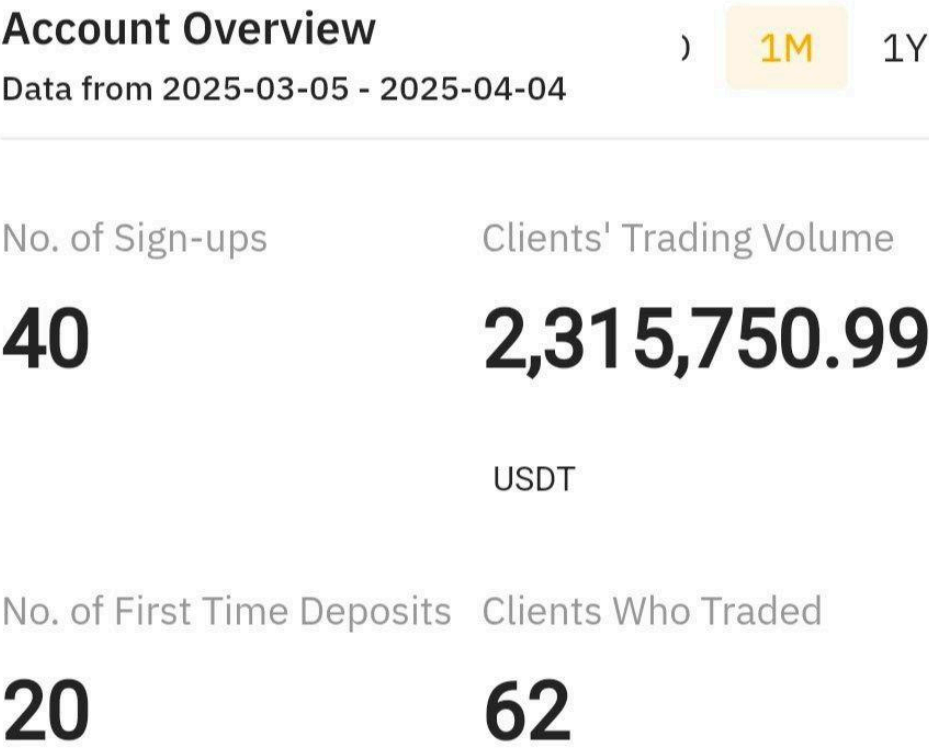 Account Overview
) 1M 1Y
Data from 2025-03-05 - 2025-04-04
No. of Sign-ups
Clients' Trading Volume
40
2,315,750.99
USDT
No. of First Time Deposits
Clients Who Traded
20
62